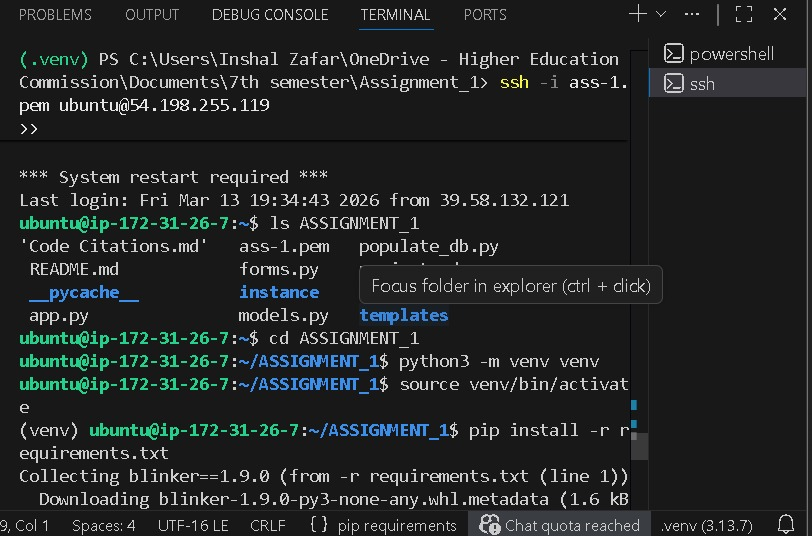 PROBLEMS OUTPUT DEBUG CONSOLE TERMINAL PORTS
powershell
ssh
(.venv) PS C:\Users\Inshal Zafar\OneDrive - Higher Education
Commission\Documents\7th semester\Assignment_1> ssh -i ass-1.
pem ubuntu@54.198.255.119
>>
*** System restart required ***
Last login: Fri Mar 13 19:34:43 2026 from 39.58.132.121
ubuntu@ip-172-31-26-7:~$ ls ASSIGNMENT_1
'Code Citations.md' ass-1.pem populate_db.py
README.md forms.py
Focus folder in explorer (ctrl + click)
__pycache__ instance
app.py models.py templates
ubuntu@ip-172-31-26-7:~$ cd ASSIGNMENT_1
ubuntu@ip-172-31-26-7:~/ASSIGNMENT_1$ python3 -m venv venv
ubuntu@ip-172-31-26-7:~/ASSIGNMENT_1$ source venv/bin/activat
e
(venv) ubuntu@ip-172-31-26-7:~/ASSIGNMENT_1$ pip install -r r
equirements.txt
Collecting blinker==1.9.0 (from -r requirements.txt (line 1))
Downloading blinker-1.9.0-py3-none-any.whl.metadata (1.6 kB
9, Col 1 Spaces: 4 UTF-16 LE CRLF {} pip requirements Chat quota reached .venv (3.13.7)